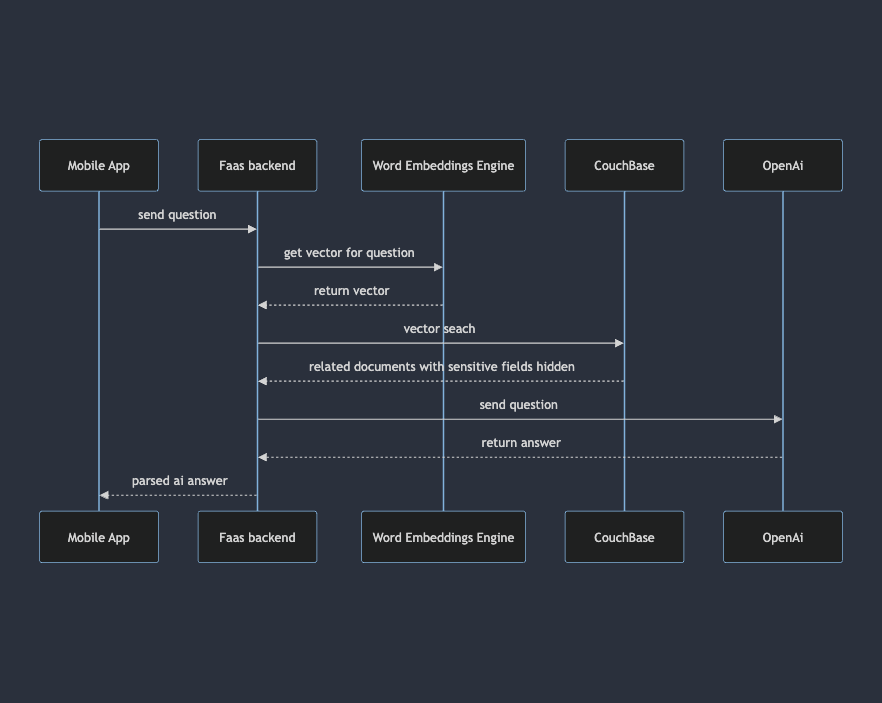 Mobile App
Faas backend
Word Embeddings Engine
CouchBase
OpenAi
send question
get vector for question
return vector
vector seach
related documents with sensitive fields hidden
send question
return answer
parsed ai answer
Mobile App
Faas backend
Word Embeddings Engine
CouchBase
OpenAi